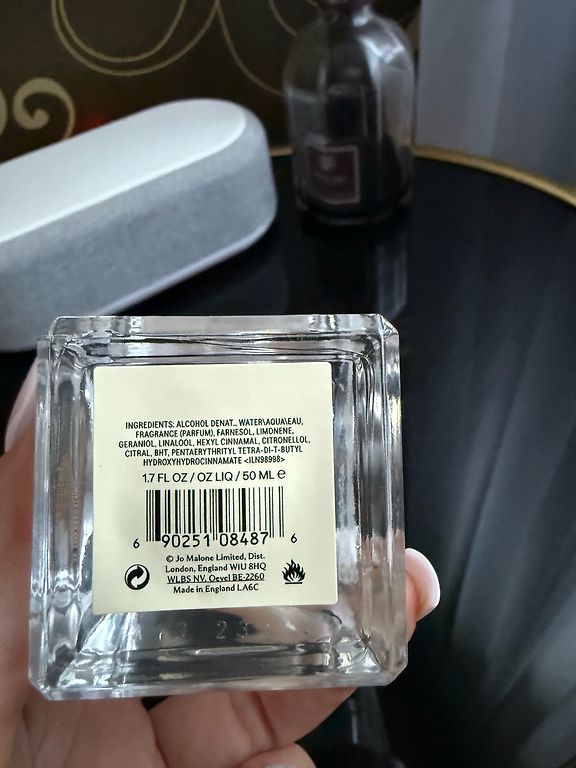 INGREDIENTS: ALCOHOL DENAT., WATER\AQUA\EAU,
FRAGRANCE (PARFUM), FARNESOL, LIMONENE,
GERANIOL, LINALOOL, HEXYL CINNAMAL, CITRONELLOL,
CITRAL, BHT, PENTAERYTHRITYL TETRA-DI-T-BUTYL
HYDROXYHYDROCINNAMATE <ILN98998>
1.7 FL OZ / OZ LIQ / 50 ML e
6 90251 08487 6
© Jo Malone Limited, Dist.
London, England W1U 8HQ
WLBS NV. Oevel BE-2260
Made in England LA6C
23